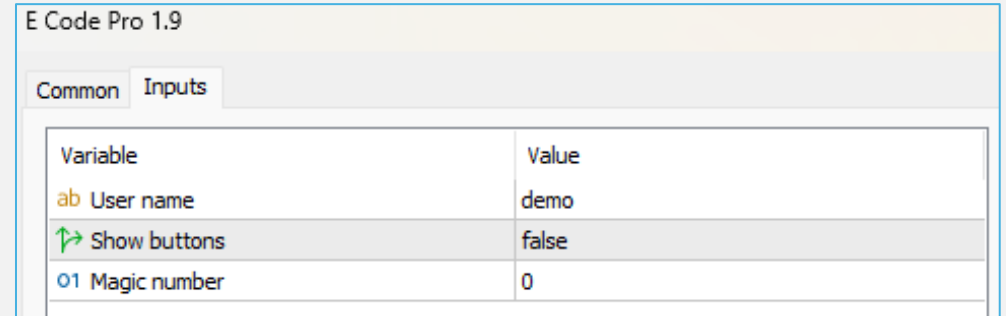 E Code Pro 1.9
Common Inputs
Variable Value
ab User name demo
Show buttons false
01 Magic number 0